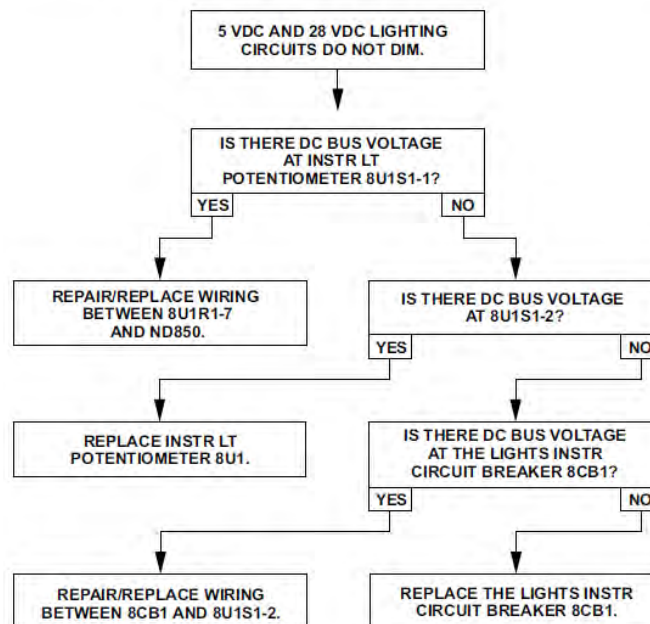 5 VDC AND 28 VDC LIGHTING
CIRCUITS DO NOT DIM.
IS THERE DC BUS VOLTAGE
AT INSTR LT
POTENTIOMETER 8U1S1-1?
YES
NO
REPAIR/REPLACE WIRING
BETWEEN 8U1R1-7
AND ND850.
IS THERE DC BUS VOLTAGE
AT 8U1S1-2?
YES
NO
REPLACE INSTR LT
POTENTIOMETER 8U1.
IS THERE DC BUS VOLTAGE
AT THE LIGHTS INSTR
CIRCUIT BREAKER 8CB1?
YES
NO
REPAIR/REPLACE WIRING
BETWEEN 8CB1 AND 8U1S1-2.
REPLACE THE LIGHTS INSTR
CIRCUIT BREAKER 8CB1.